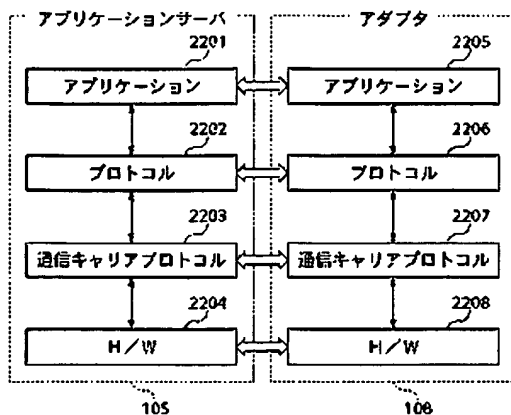 アプリケーションサーバ
アダプタ
2201
アプリケーション
2205
アプリケーション
2202
プロトコル
2206
プロトコル
2203
通信キャリアプロトコル
2207
通信キャリアプロトコル
2204
H/W
2208
H/W
105
108